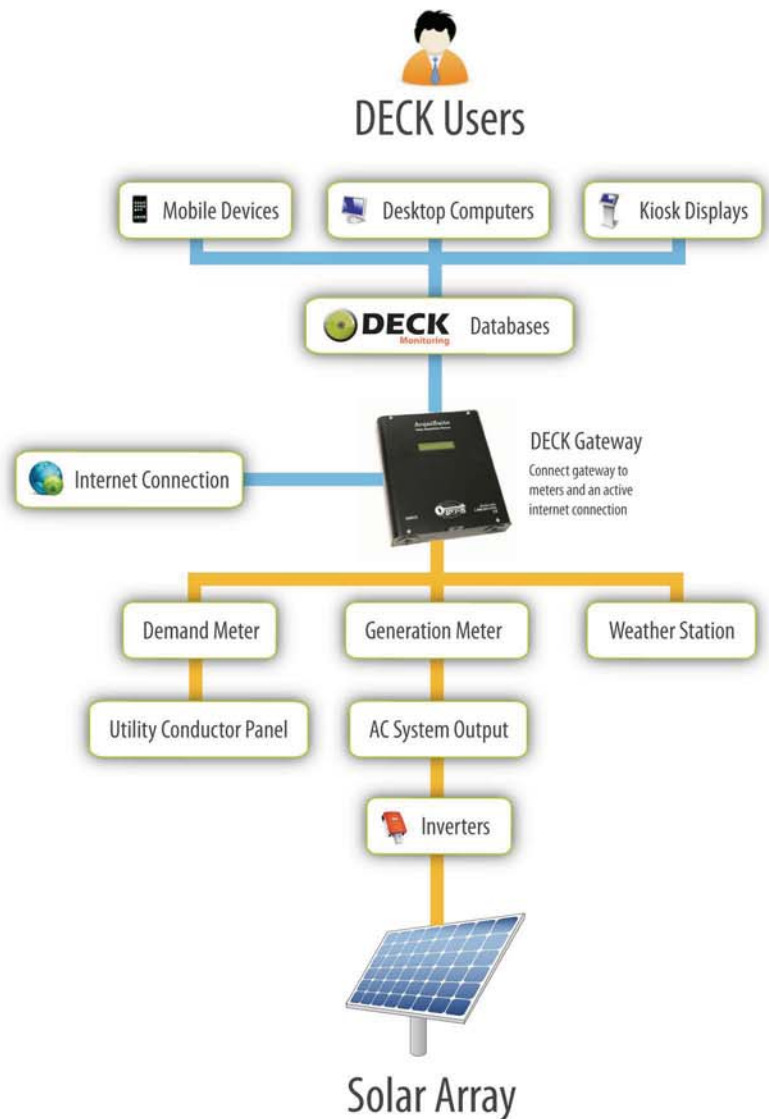 DECK Users
Mobile Devices
Desktop Computers
Kiosk Displays
DECK Databases
Monitoring
AcquiSuite
DECK Gateway
Connect gateway to
meters and an active
internet connection
Internet Connection
Demand Meter
Generation Meter
Weather Station
Utility Conductor Panel
AC System Output
Inverters
Solar Array